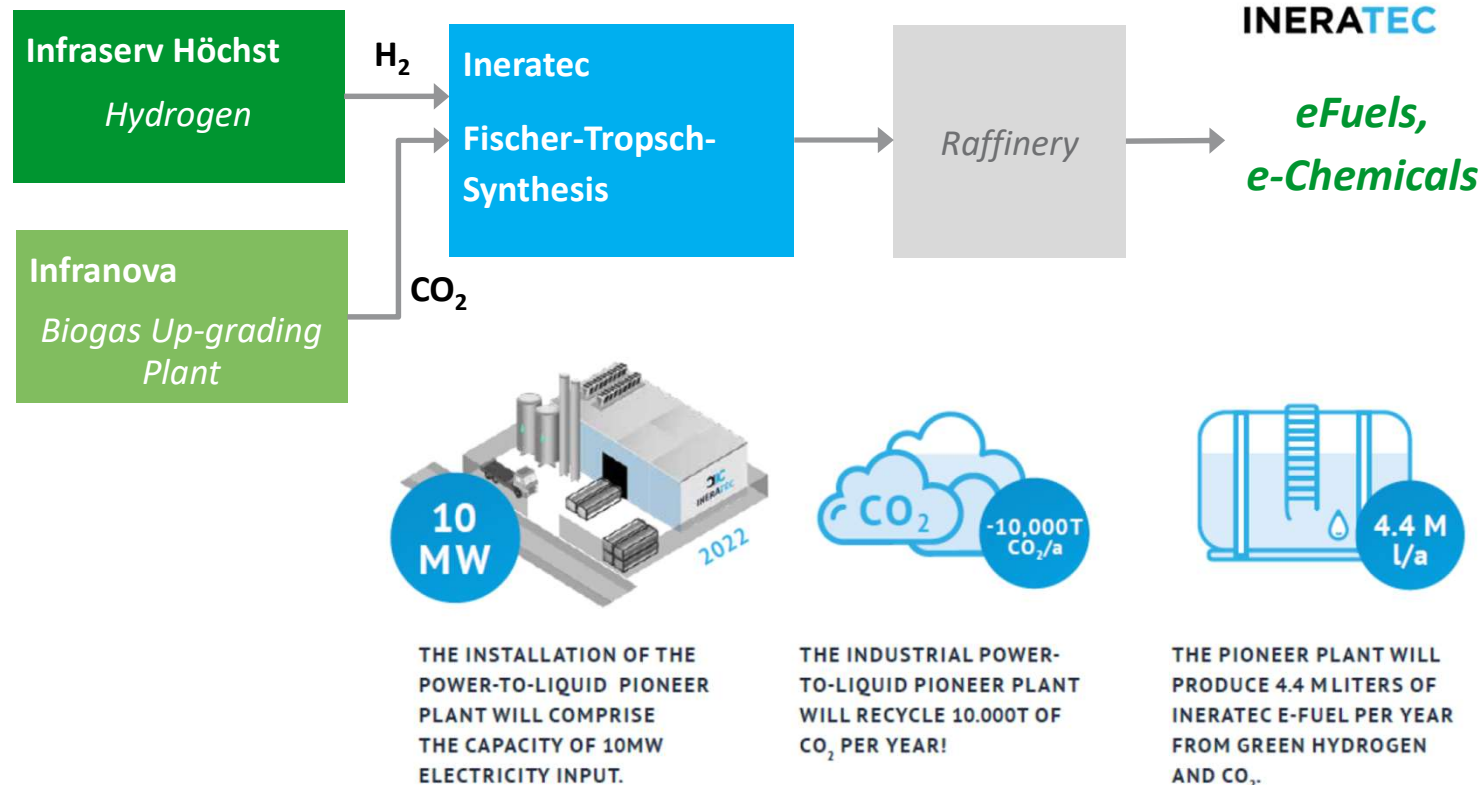 INERATEC
Infraserv Höchst
Hydrogen
H₂
Ineratec
Fischer-Tropsch-
Synthesis
Raffinery
eFuels,
e-Chemicals
Infranova
Biogas Up-grading
Plant
CO₂
10
MW
INERATEC
2022
CO₂
-10,000T
CO₂/a
4.4 M
l/a
THE INSTALLATION OF THE
POWER-TO-LIQUID PIONEER
PLANT WILL COMPRISE
THE CAPACITY OF 10MW
ELECTRICITY INPUT.
THE INDUSTRIAL POWER-
TO-LIQUID PIONEER PLANT
WILL RECYCLE 10.000T OF
CO₂ PER YEAR!
THE PIONEER PLANT WILL
PRODUCE 4.4 MLITERS OF
INERATEC E-FUEL PER YEAR
FROM GREEN HYDROGEN
AND CO₂.